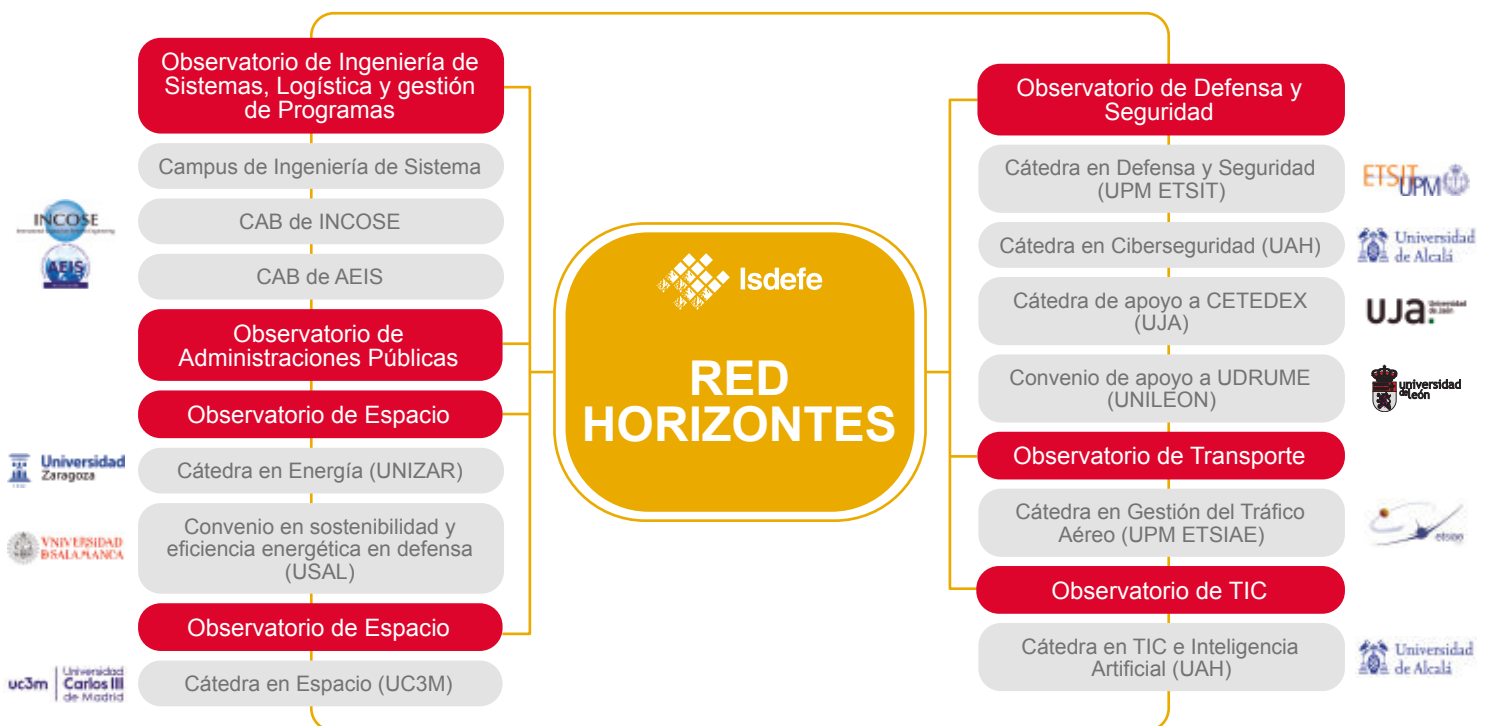 Observatorio de Ingeniería de
Sistemas, Logística y gestión
de Programas
Campus de Ingeniería de Sistema
INCOSE
CAB de INCOSE
AEIS
CAB de AEIS
Observatorio de
Administraciones Públicas
Observatorio de Espacio
Universidad
Zaragoza
Cátedra en Energía (UNIZAR)
VNIVERSIDAD
D SALAMANCA
Convenio en sostenibilidad y
eficiencia energética en defensa
(USAL)
Observatorio de Espacio
uc3m
Universidad
Carlos III
de Madrid
Cátedra en Espacio (UC3M)
Isdefe
RED
HORIZONTES
Observatorio de Defensa y
Seguridad
Cátedra en Defensa y Seguridad
(UPM ETSIT)
ETSIT
UPM
Cátedra en Ciberseguridad (UAH)
Universidad
de Alcalá
Cátedra de apoyo a CETEDEX
(UJA)
UJa.
Universidad
de Jaén
Convenio de apoyo a UDRUME
(UNILEON)
universidad
de león
Observatorio de Transporte
Cátedra en Gestión del Tráfico
Aéreo (UPM ETSIAE)
etsiae
Observatorio de TIC
Cátedra en TIC e Inteligencia
Artificial (UAH)
Universidad
de Alcalá